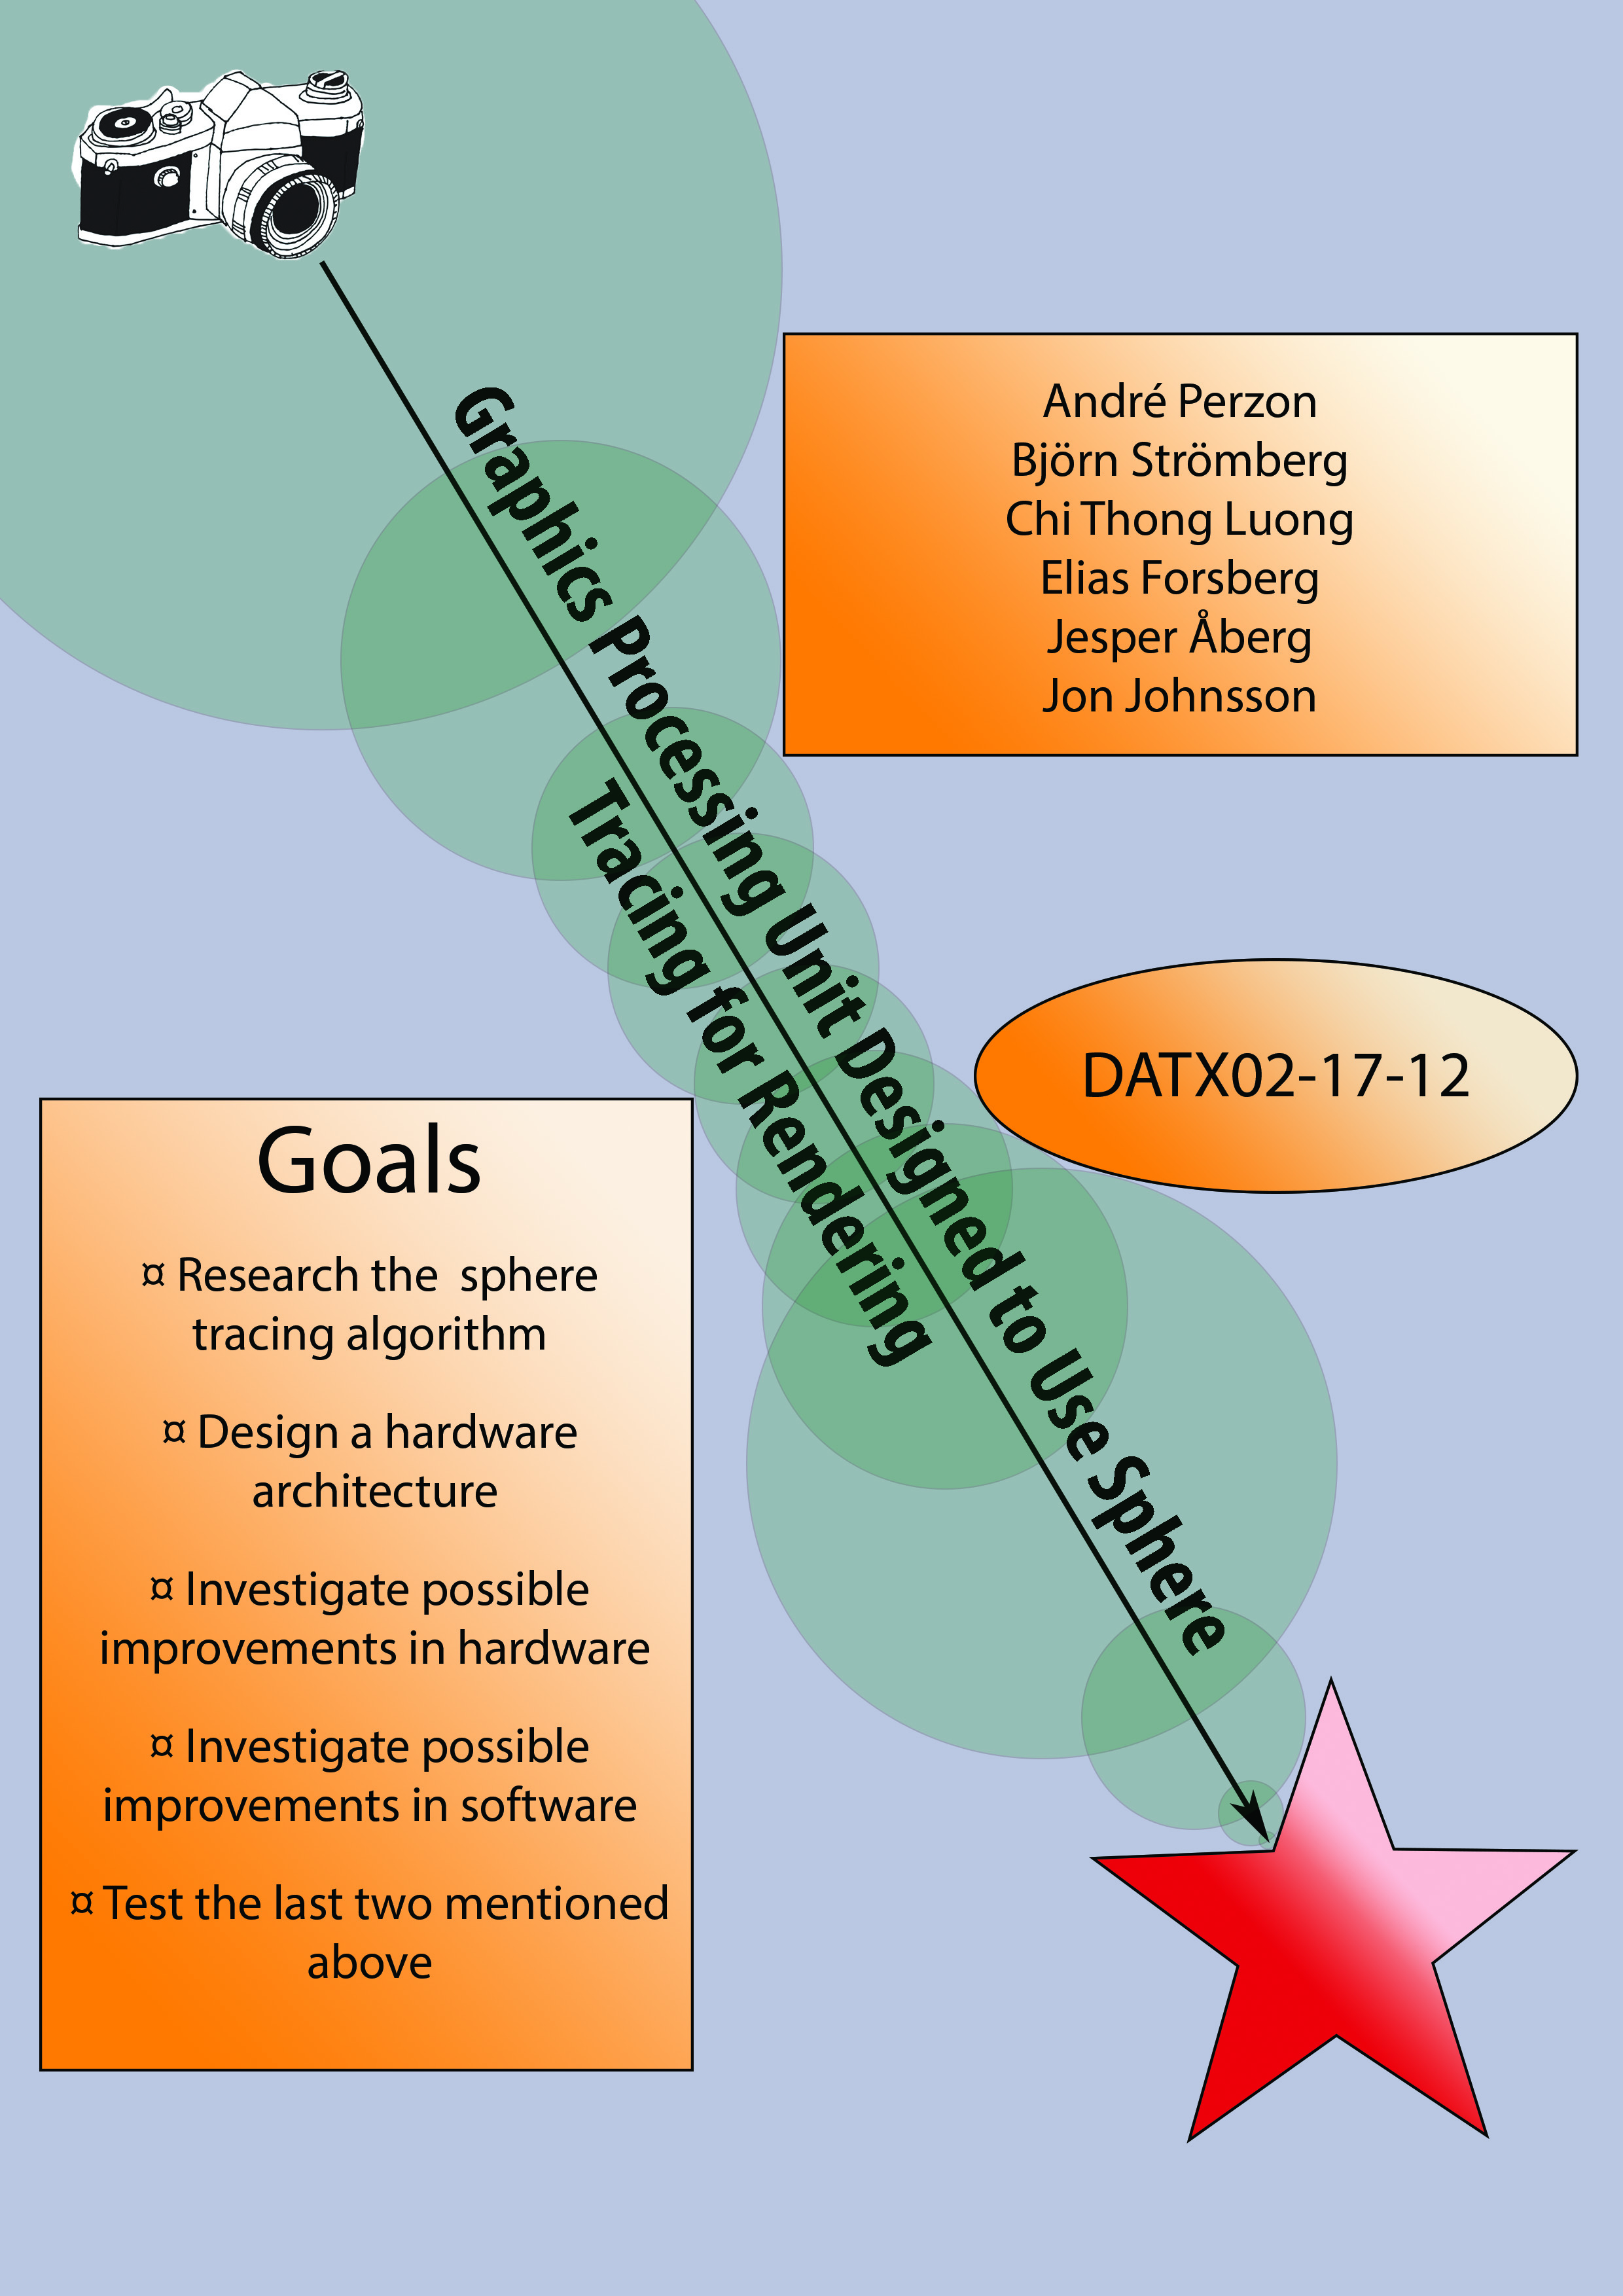 Graphics Processing Unit Designed to Use Sphere
Tracing for Rendering
André Perzon
Björn Strömberg
Chi Thong Luong
Elias Forsberg
Jesper Åberg
Jon Johnsson
DATX02-17-12
Goals
¤ Research the  sphere
tracing algorithm
¤ Design a hardware
architecture
¤ Investigate possible
improvements in hardware
¤ Investigate possible
improvements in software
¤ Test the last two mentioned
above